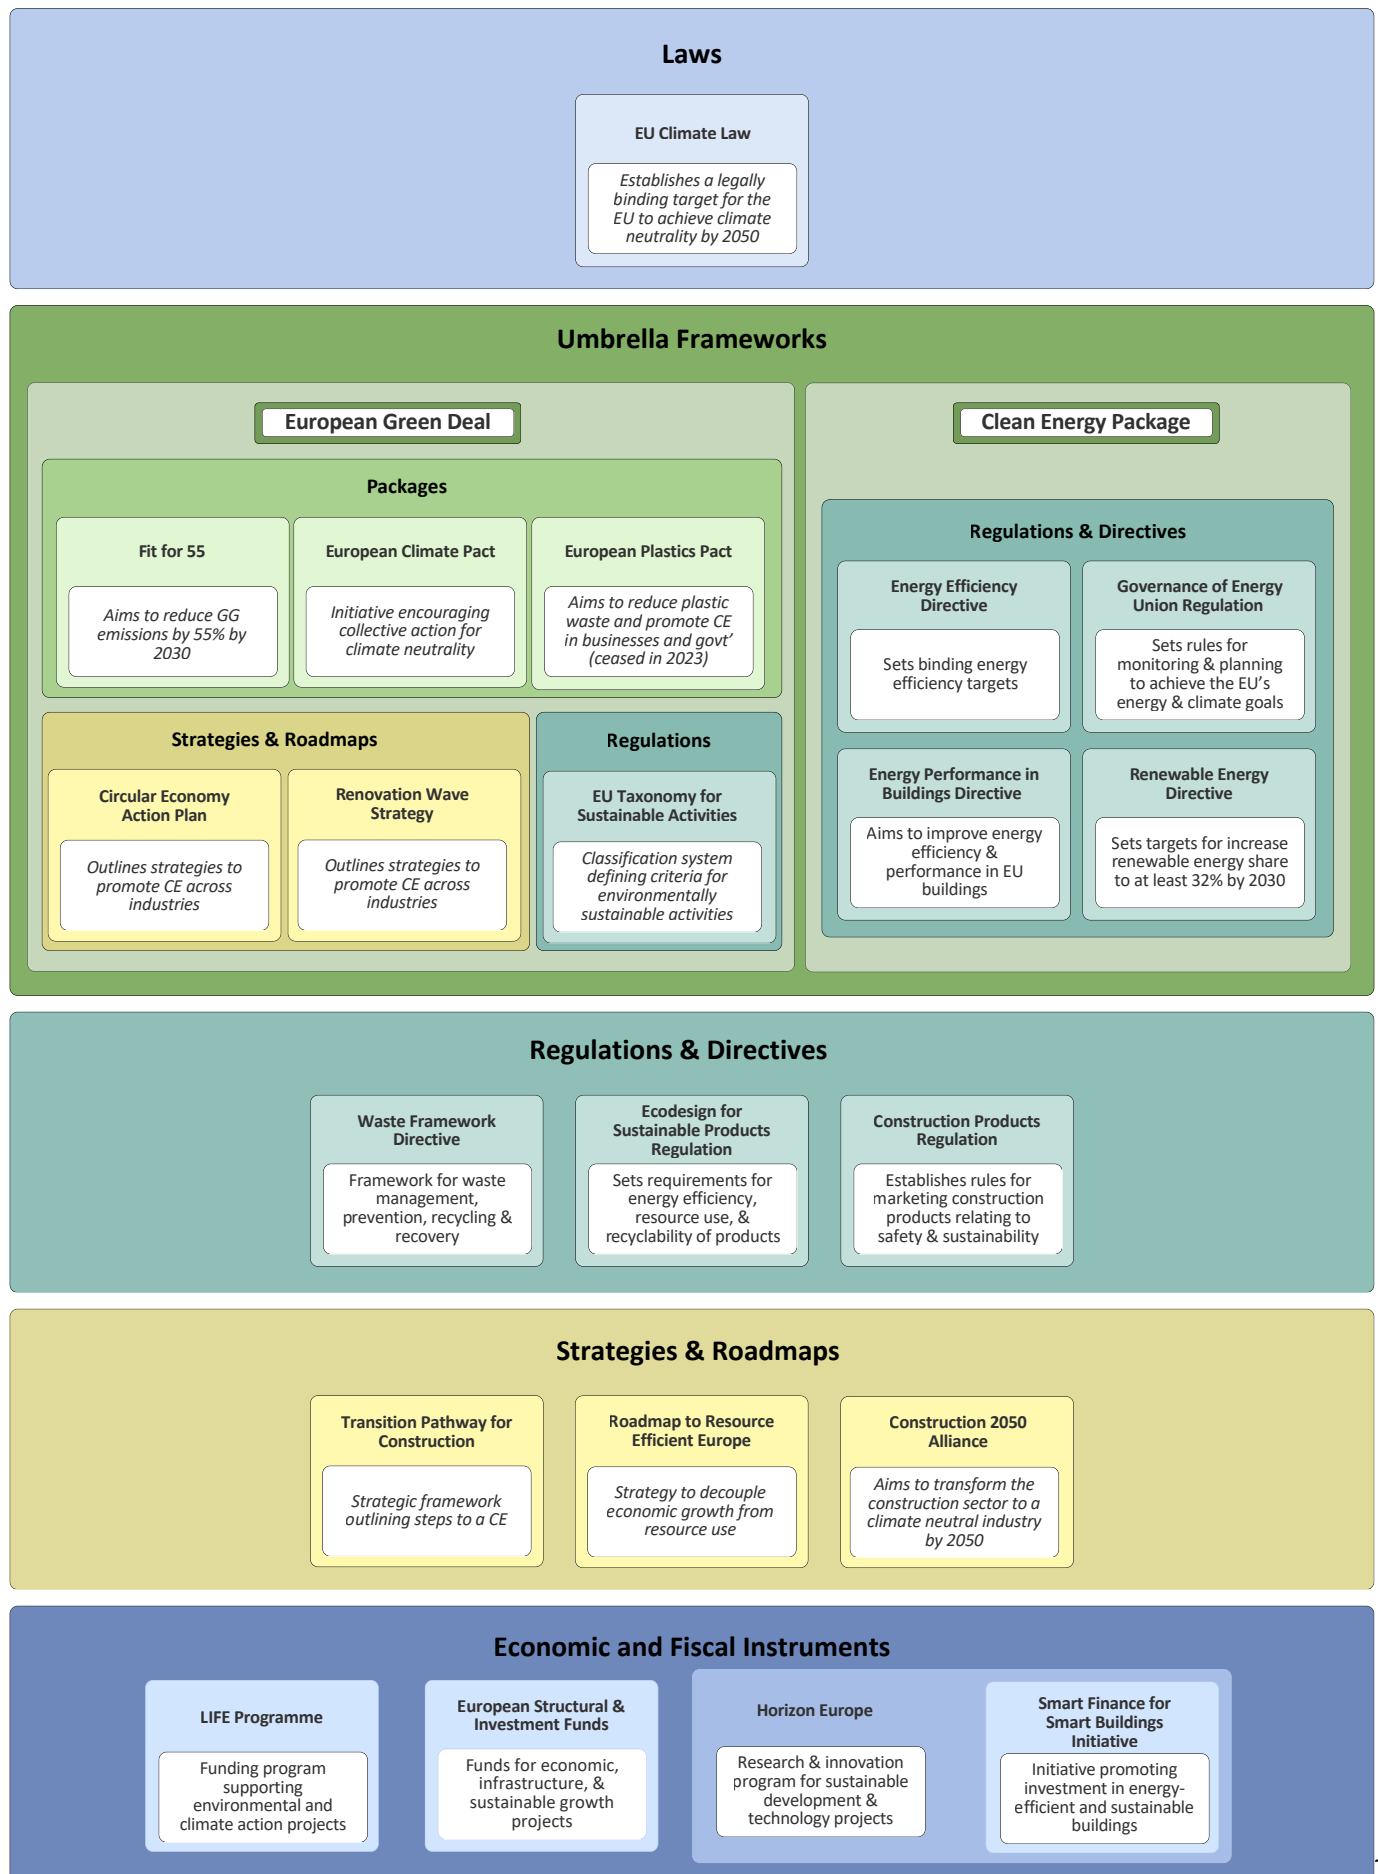 Laws
EU Climate Law
Establishes a legally
binding target for the
EU to achieve climate
neutrality by 2050
Umbrella Frameworks
European Green Deal
Packages
Fit for 55
Aims to reduce GG
emissions by 55% by
2030
European Climate Pact
Initiative encouraging
collective action for
climate neutrality
European Plastics Pact
Aims to reduce plastic
waste and promote CE
in businesses and govt’
(ceased in 2023)
Strategies & Roadmaps
Circular Economy
Action Plan
Outlines strategies to
promote CE across
industries
Renovation Wave
Strategy
Outlines strategies to
promote CE across
industries
Regulations
EU Taxonomy for
Sustainable Activities
Classification system
defining criteria for
environmentally
sustainable activities
Clean Energy Package
Regulations & Directives
Energy Efficiency
Directive
Sets binding energy
efficiency targets
Governance of Energy
Union Regulation
Sets rules for
monitoring & planning
to achieve the EU’s
energy & climate goals
Energy Performance in
Buildings Directive
Aims to improve energy
efficiency &
performance in EU
buildings
Renewable Energy
Directive
Sets targets for increase
renewable energy share
to at least 32% by 2030
Regulations & Directives
Waste Framework
Directive
Framework for waste
management,
prevention, recycling &
recovery
Ecodesign for
Sustainable Products
Regulation
Sets requirements for
energy efficiency,
resource use, &
recyclability of products
Construction Products
Regulation
Establishes rules for
marketing construction
products relating to
safety & sustainability
Strategies & Roadmaps
Transition Pathway for
Construction
Strategic framework
outlining steps to a CE
Roadmap to Resource
Efficient Europe
Strategy to decouple
economic growth from
resource use
Construction 2050
Alliance
Aims to transform the
construction sector to a
climate neutral industry
by 2050
Economic and Fiscal Instruments
LIFE Programme
Funding program
supporting
environmental and
climate action projects
European Structural &
Investment Funds
Funds for economic,
infrastructure, &
sustainable growth
projects
Horizon Europe
Research & innovation
program for sustainable
development &
technology projects
Smart Finance for
Smart Buildings
Initiative
Initiative promoting
investment in energy-
efficient and sustainable
buildings